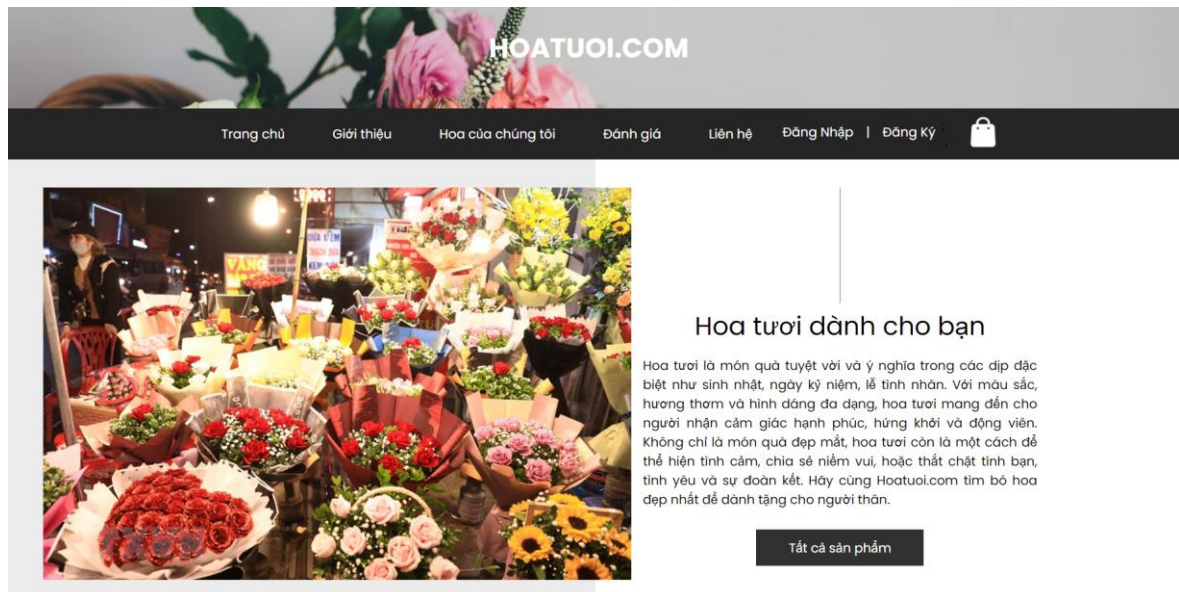 HOATUOI.COM
Trang chủ Giới thiệu Hoa của chúng tôi Đánh giá Liên hệ Đăng Nhập | Đăng Ký
DỪA XIÊM
Hoa tươi dành cho bạn
Hoa tươi là món quà tuyệt vời và ý nghĩa trong các dịp đặc
biệt như sinh nhật, ngày kỷ niệm, lễ tình nhân. Với màu sắc,
hương thơm và hình dáng đa dạng, hoa tươi mang đến cho
người nhận cảm giác hạnh phúc, hứng khởi và động viên.
Không chỉ là món quà đẹp mắt, hoa tươi còn là một cách để
thể hiện tình cảm, chia sẻ niềm vui, hoặc thắt chặt tình bạn,
tình yêu và sự đoàn kết. Hãy cùng Hoatuoi.com tìm bó hoa
đẹp nhất để dành tặng cho người thân.
Tất cả sản phẩm